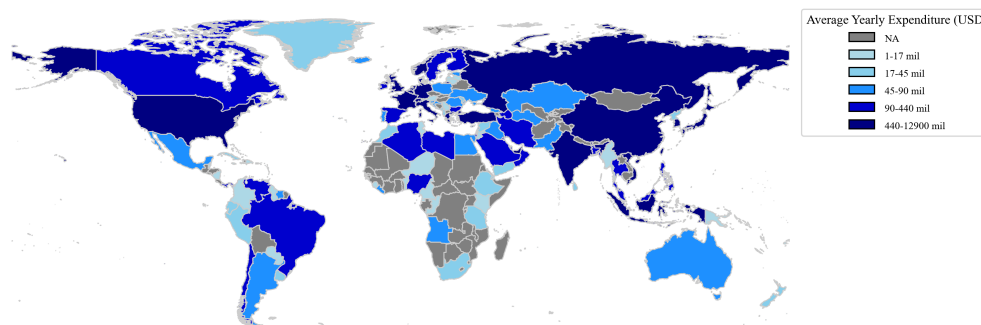 Average Yearly Expenditure (USD
NA
1-17 mil
17-45 mil
45-90 mil
90-440 mil
440-12900 mil